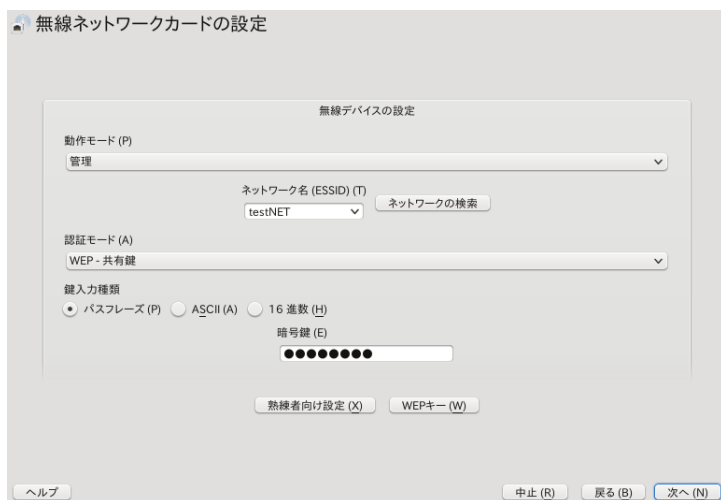 無線ネットワークカードの設定
無線デバイスの設定
動作モード (P)
管理
ネットワーク名 (ESSID) (T)
testNET
ネットワークの検索
認証モード (A)
WEP - 共有鍵
鍵入力種類
パスフレーズ (P) ASCII (A) 16 進数 (H)
暗号鍵 (E)
●●●●●●●●
熟練者向け設定 (X) WEPキー (W)
ヘルプ 中止 (R) 戻る (B) 次へ (N)